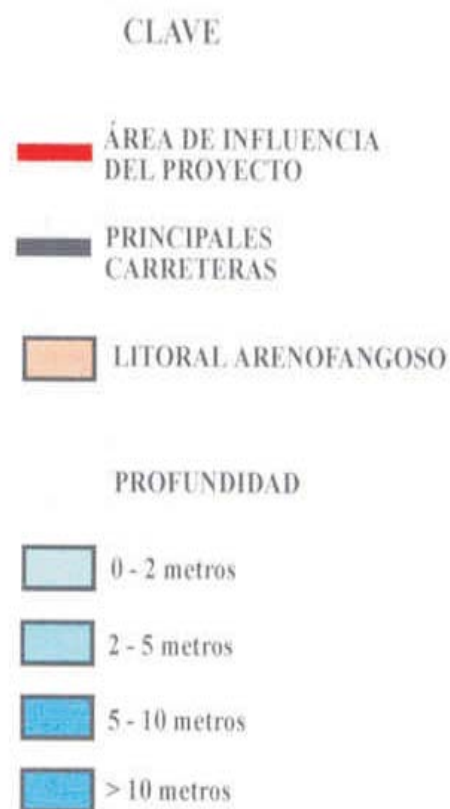 CLAVE
ÁREA DE INFLUENCIA
DEL PROYECTO
PRINCIPALES
CARRETERAS
LITORAL ARENOFANGOSO
PROFUNDIDAD
0 - 2 metros
2 - 5 metros
5 - 10 metros
> 10 metros